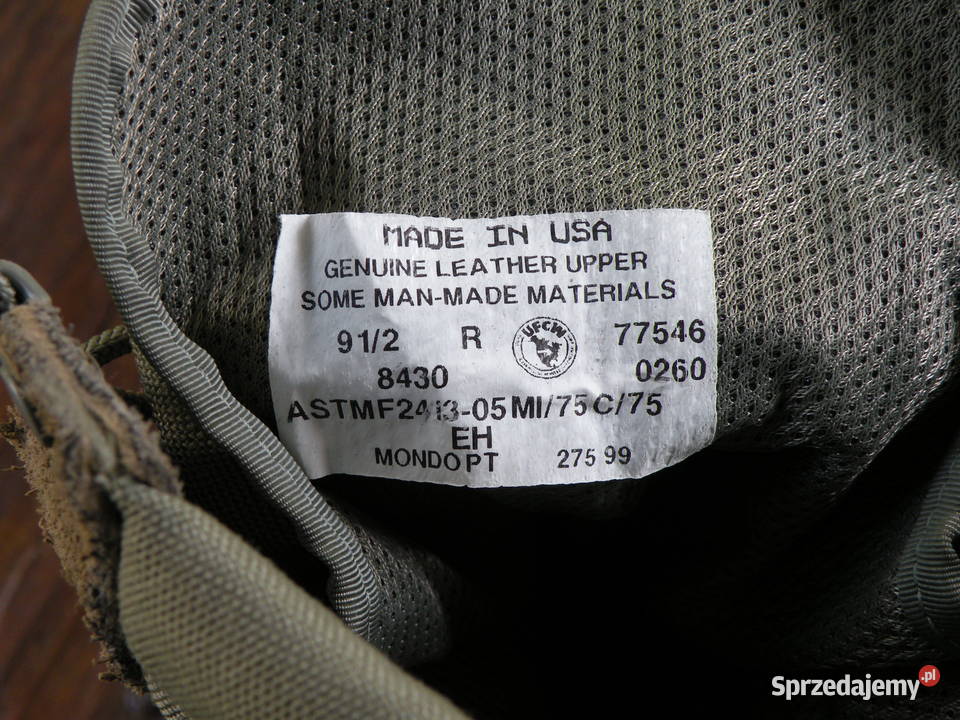 MADE IN USA
GENUINE LEATHER UPPER
SOME MAN-MADE MATERIALS
91/2 R UFCW 77546
8430 0260
ASTMF2413-05 MI/75 C/75
EH
MONDOPT 275 99
Sprzedajemy.pl